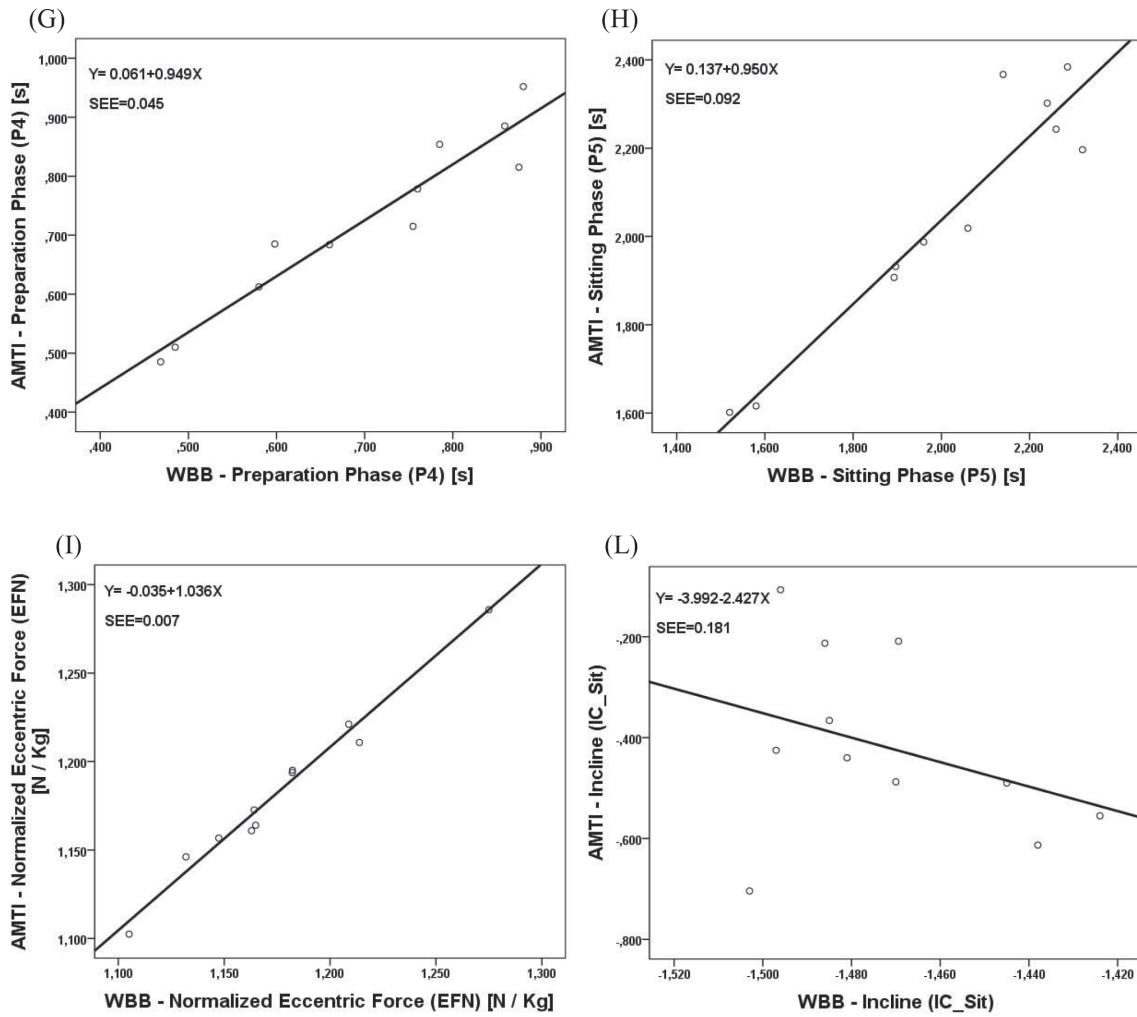 (G)
Y= 0.061+0.949X
SEE=0.045
AMTI - Preparation Phase (P4) [s]
1,000
,900
,800
,700
,600
,500
,400
,400 ,500 ,600 ,700 ,800 ,900
WBB - Preparation Phase (P4) [s]
(H)
Y= 0.137+0.950X
SEE=0.092
AMTI - Sitting Phase (P5) [s]
2,400
2,200
2,000
1,800
1,600
1,400 1,600 1,800 2,000 2,200 2,400
WBB - Sitting Phase (P5) [s]
(I)
Y= -0.035+1.036X
SEE=0.007
AMTI - Normalized Eccentric Force (EFN)
[N / Kg]
1,300
1,250
1,200
1,150
1,100
1,100 1,150 1,200 1,250 1,300
WBB - Normalized Eccentric Force (EFN) [N / Kg]
(L)
Y= -3.992-2.427X
SEE=0.181
AMTI - Incline (IC_Sit)
-,200
-,400
-,600
-,800
-1,520 -1,500 -1,480 -1,460 -1,440 -1,420
WBB - Incline (IC_Sit)